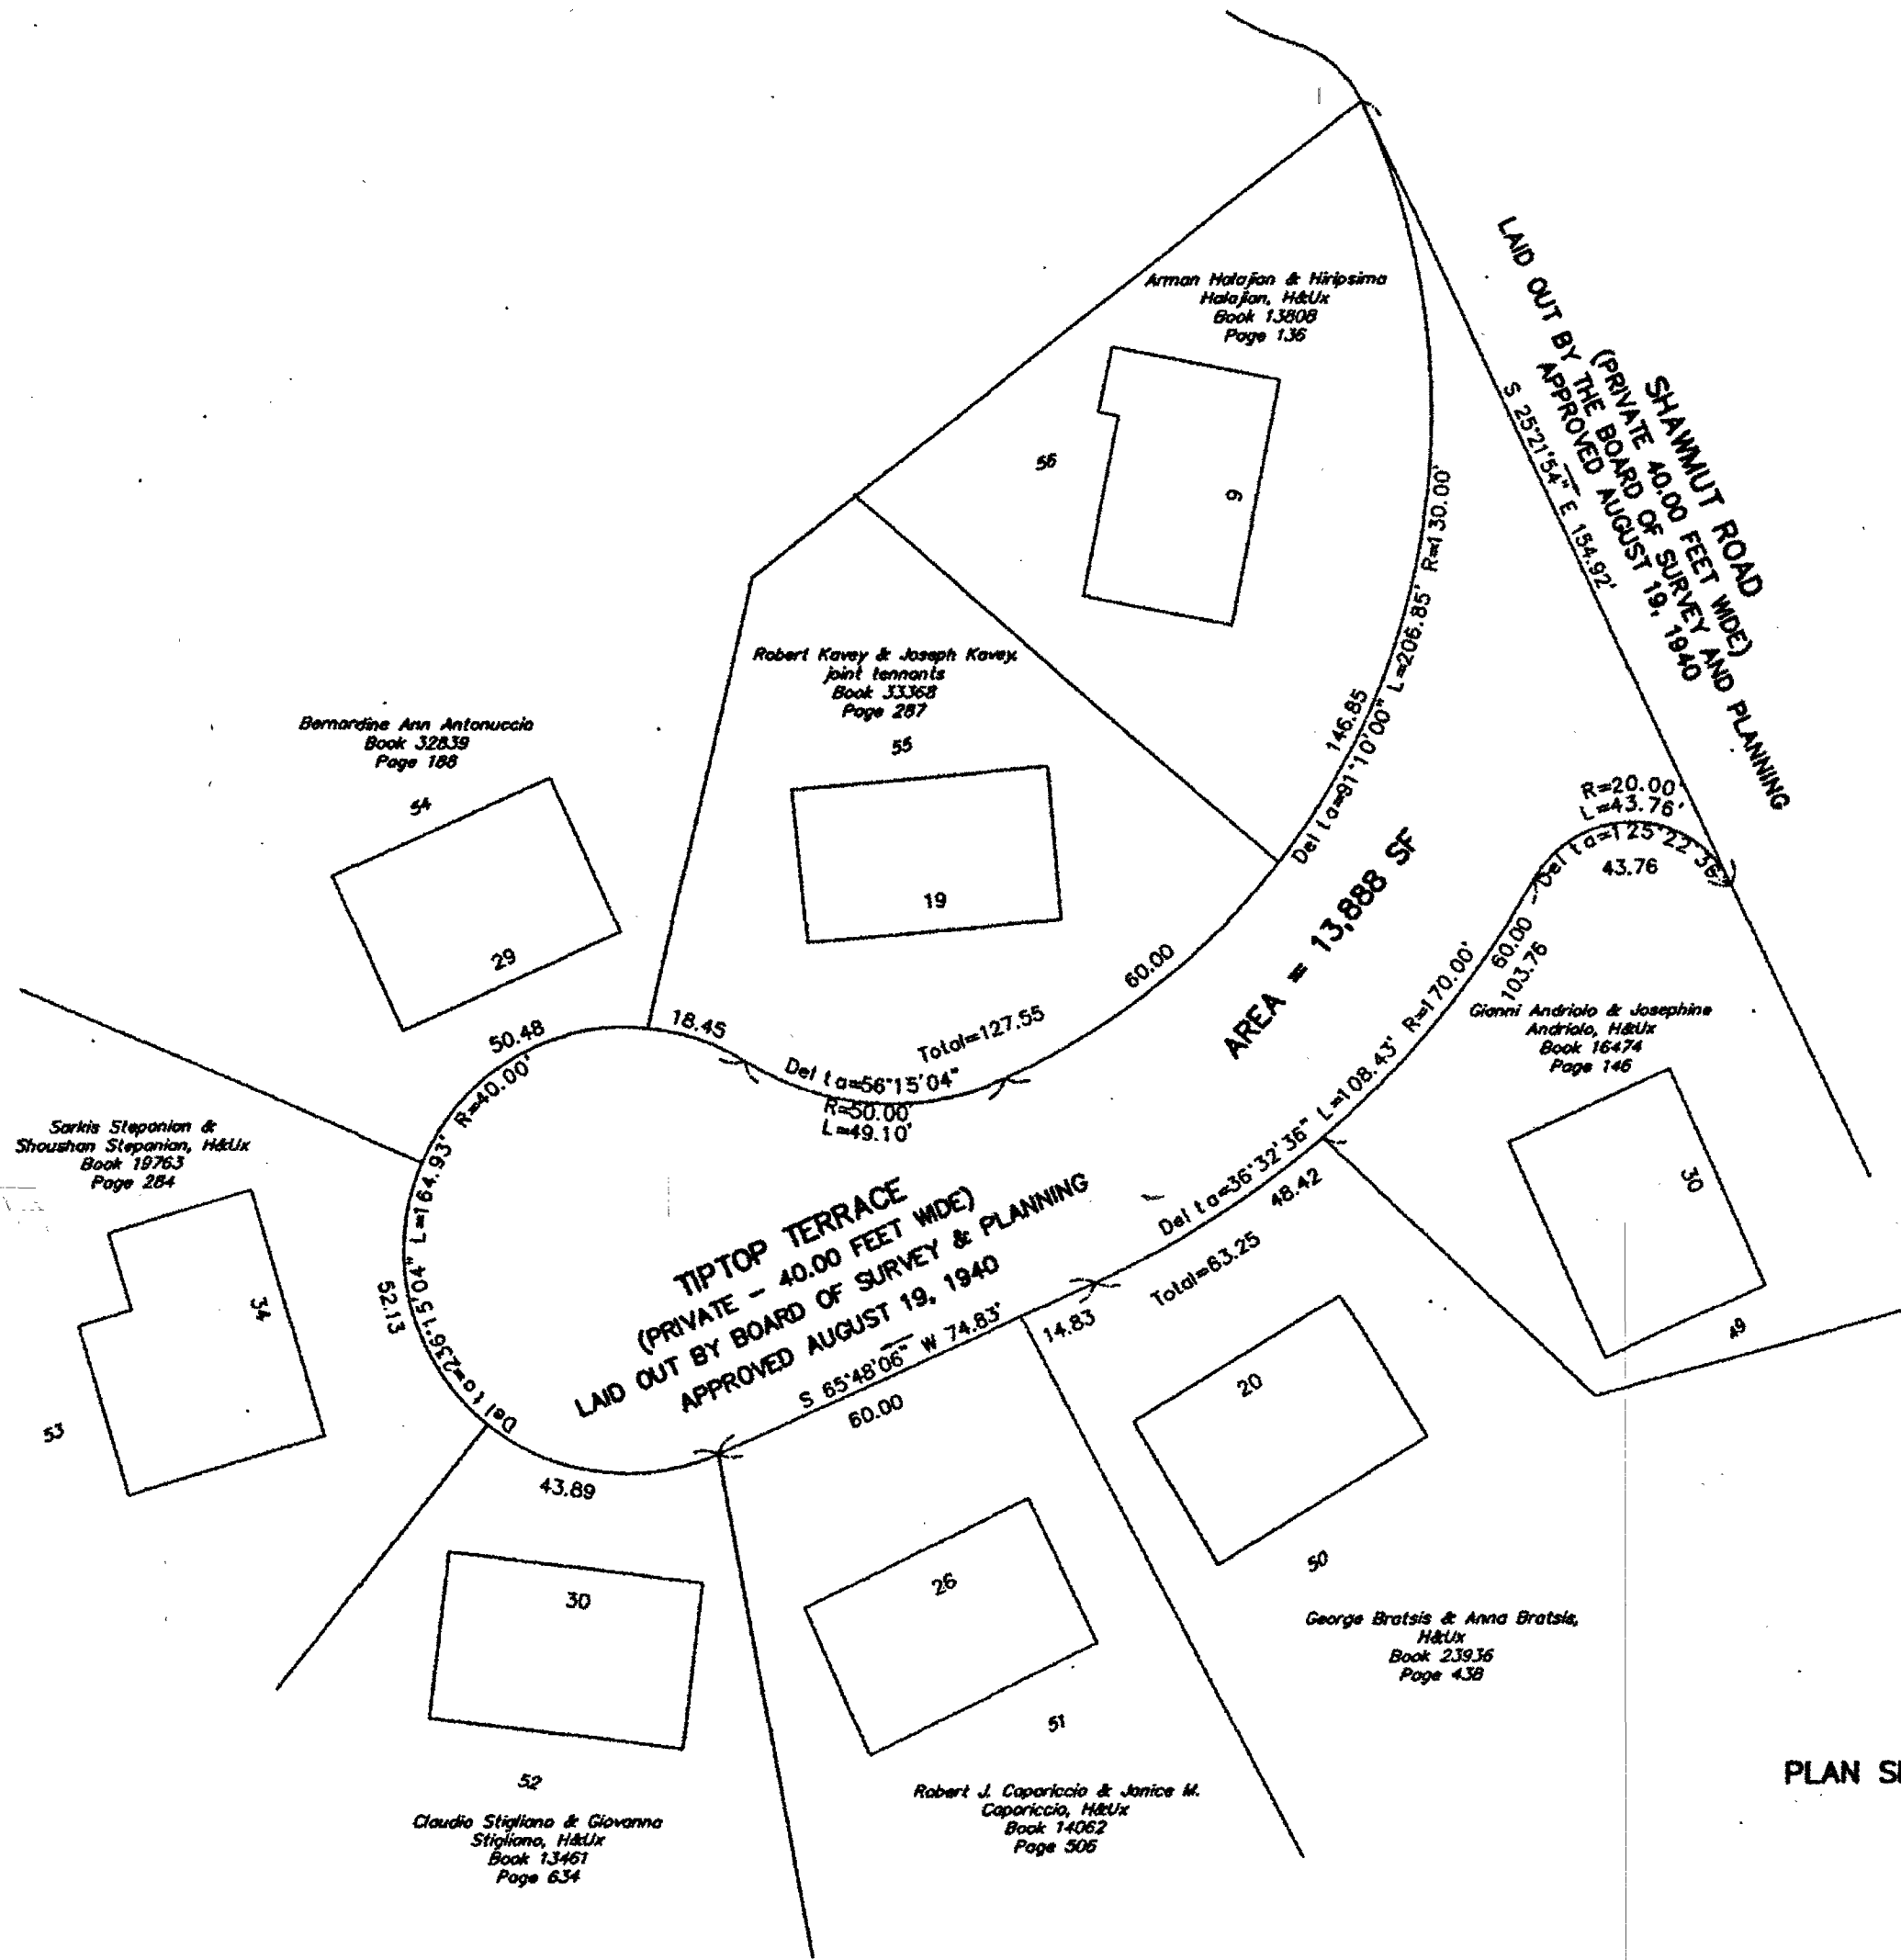 Arman Halajian & Hiripsima
Halajian, H&Ux
Book 13808
Page 136
56
9
LAID OUT BY THE BOARD OF SURVEY AND PLANNING
SHAWMUT ROAD
(PRIVATE 40.00 FEET WIDE)
APPROVED AUGUST 19, 1940
S 25°21'54" E 154.92'
Robert Kavey & Joseph Kavey,
joint tennants
Book 33368
Page 287
55
19
Bernardine Ann Antonuccio
Book 32839
Page 188
54
29
146.85
Delta=91°10'00" L=206.85' R=130.00'
R=20.00'
L=43.76'
Delta=125°22'36"
43.76
AREA = 13,888 SF
60.00
103.76
60.00
Total=127.55
18.45
50.48
Delta=56°15'04"
R=50.00'
L=49.10'
Gianni Andriolo & Josephine
Andriolo, H&Ux
Book 16474
Page 146
30
49
Sarkis Stepanian &
Shoushan Stepanian, H&Ux
Book 19763
Page 284
34
53
52.13
Delta=236°15'04" L=164.93' R=40.00'
TIPTOP TERRACE
(PRIVATE - 40.00 FEET WIDE)
LAID OUT BY BOARD OF SURVEY & PLANNING
APPROVED AUGUST 19, 1940
Delta=36°32'36" L=108.43' R=170.00'
48.42
Total=63.25
14.83
S 65°48'06" W 74.83'
60.00
43.89
20
50
George Bratsis & Anna Bratsis,
H&Ux
Book 23936
Page 438
30
26
51
52
Claudio Stigliano & Giovanna
Stigliano, H&Ux
Book 13461
Page 634
Robert J. Capariccio & Janice M.
Capariccio, H&Ux
Book 14062
Page 506
PLAN